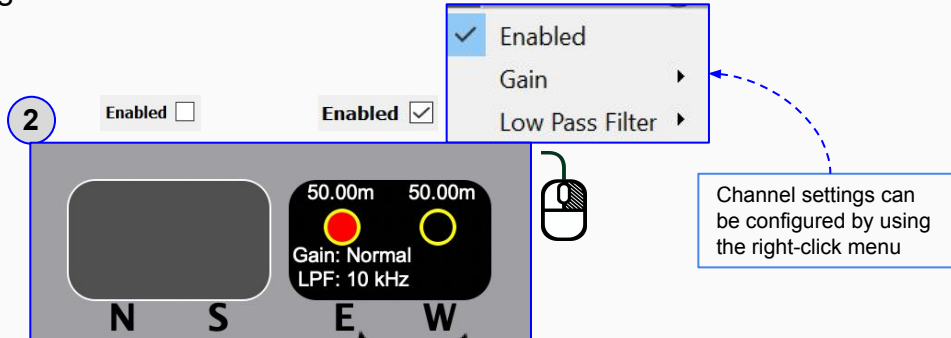 Enabled
Gain
Low Pass Filter
2
Enabled
Enabled
50.00m 50.00m
Gain: Normal
LPF: 10 kHz
N S E W
Channel settings can
be configured by using
the right-click menu